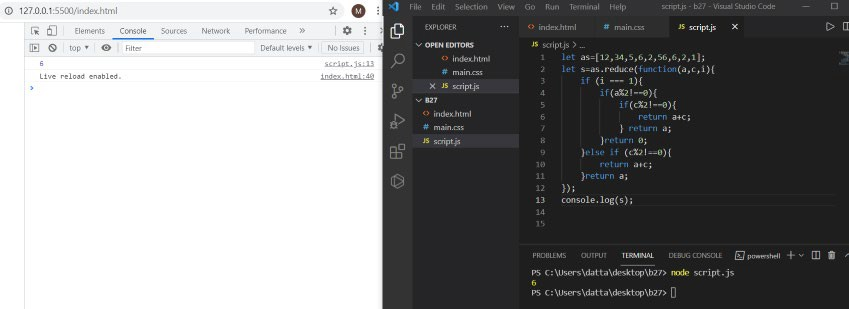 127.0.0.1:5500/index.html
M
Elements Console Sources Network Performance »
top ▾ Filter Default levels ▾ No Issues
6 script.js:13
Live reload enabled. index.html:40
>
File Edit Selection View Go Run Terminal Help script.js - b27 - Visual Studio Code
EXPLORER ...
OPEN EDITORS
<> index.html
# main.css
× JS script.js
B27
<> index.html
# main.css
JS script.js
<> index.html # main.css JS script.js ×
JS script.js > ...
1 let as=[12,34,5,6,2,56,6,2,1];
2 let s=as.reduce(function(a,c,i){
3 if (i === 1){
4 if(a%2!==0){
5 if(c%2!==0){
6 return a+c;
7 } return a;
8 }return 0;
9 }else if (c%2!==0){
10 return a+c;
11 }return a;
12 });
13 console.log(s);
14
15
PROBLEMS OUTPUT TERMINAL DEBUG CONSOLE powershell
PS C:\Users\datta\desktop\b27> node script.js
6
PS C:\Users\datta\desktop\b27>